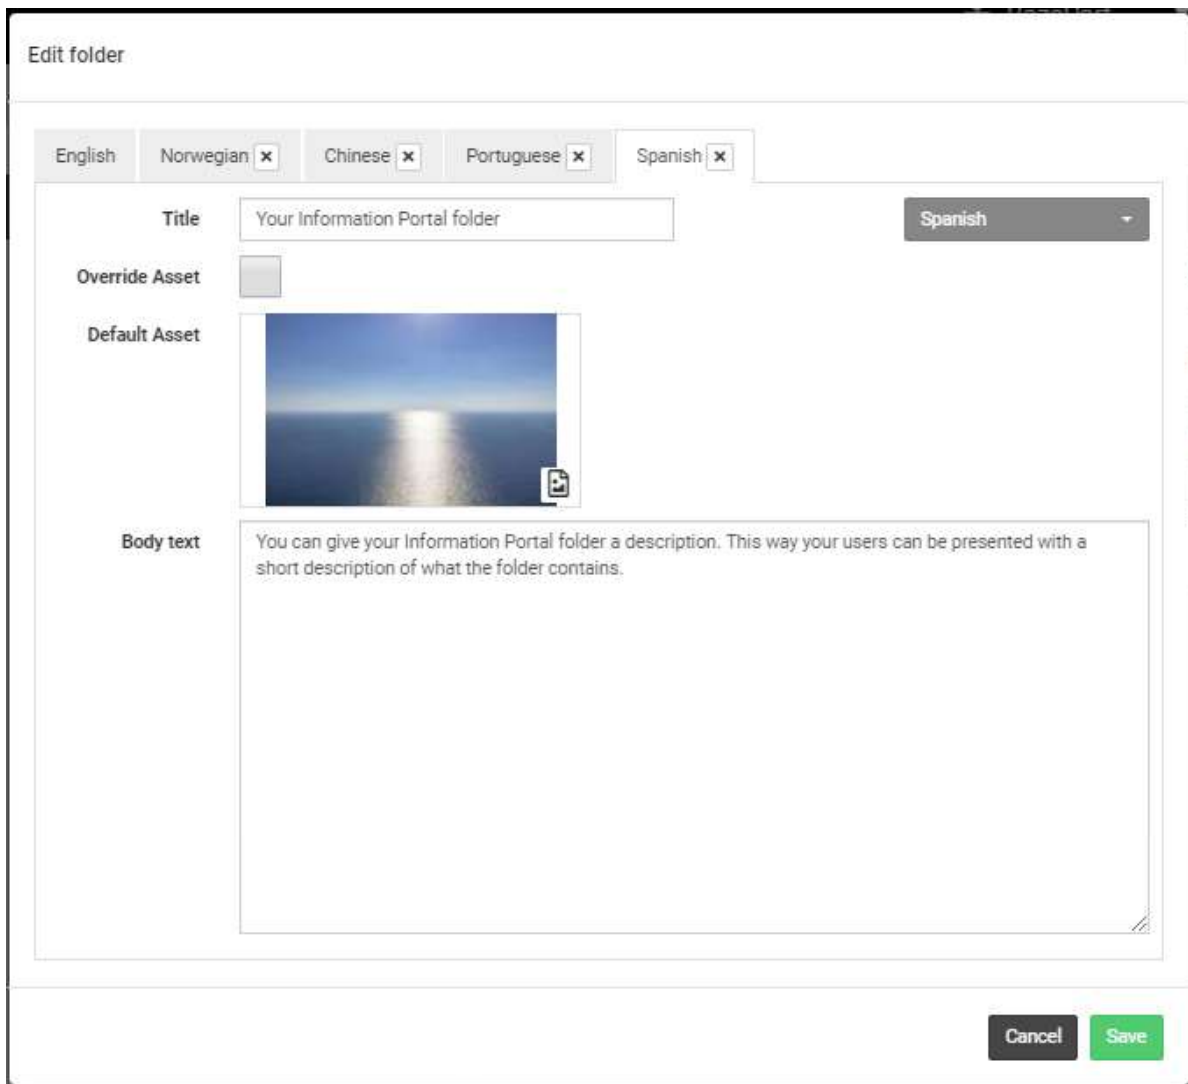 Edit folder
English Norwegian Chinese Portuguese Spanish
Title Your Information Portal folder Spanish
Override Asset
Default Asset
Body text You can give your Information Portal folder a description. This way your users can be presented with a
short description of what the folder contains.
Cancel Save